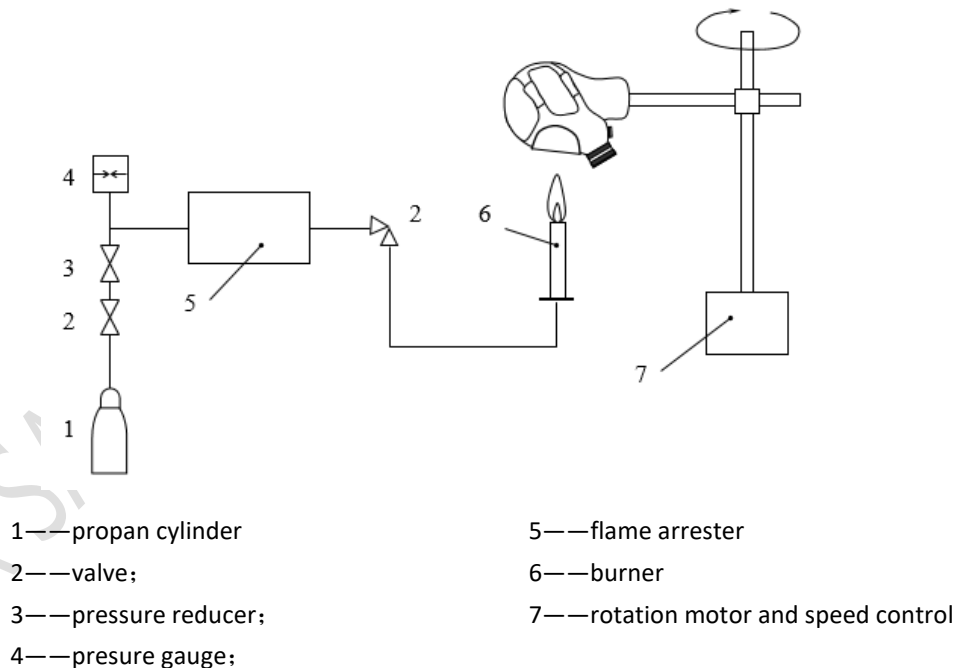 4
3
2
1
5
2
6
7
1——propan cylinder
2——valve；
3——pressure reducer；
4——presure gauge；
5——flame arrester
6——burner
7——rotation motor and speed control